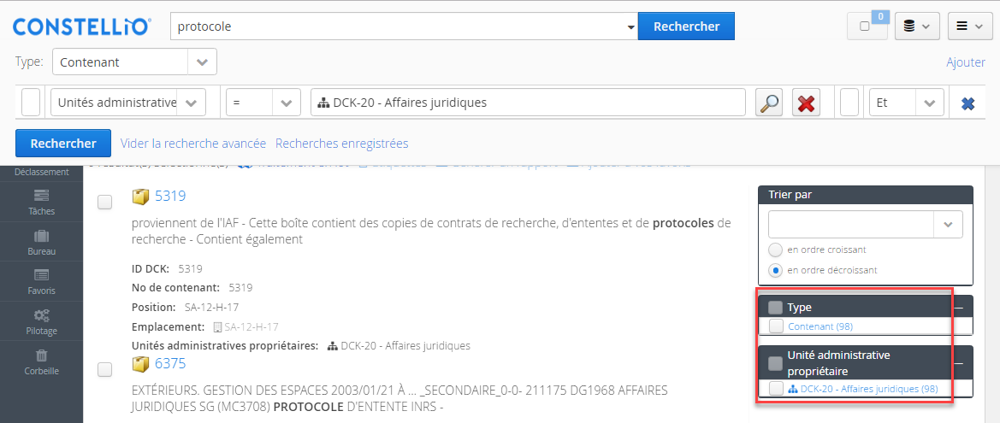 CONSTELLiO
protocole
Rechercher
0
Type:
Contenant
Ajouter
Unités administrative
=
DCK-20 - Affaires juridiques
Et
Rechercher
Vider la recherche avancée
Recherches enregistrées
Déclassement
Tâches
Bureau
Favoris
Pilotage
Corbeille
5319
proviennent de l'IAF - Cette boîte contient des copies de contrats de recherche, d'ententes et de protocoles de
recherche - Contient également
ID DCK: 5319
No de contenant: 5319
Position: SA-12-H-17
Emplacement: SA-12-H-17
Unités administratives propriétaires: DCK-20 - Affaires juridiques
6375
EXTÉRIEURS. GESTION DES ESPACES 2003/01/21 À ... _SECONDAIRE_0-0- 211175 DG1968 AFFAIRES
JURIDIQUES SG (MC3708) PROTOCOLE D'ENTENTE INRS -
Trier par
en ordre croissant
en ordre décroissant
Type
Contenant (98)
Unité administrative
propriétaire
DCK-20 - Affaires juridiques (98)